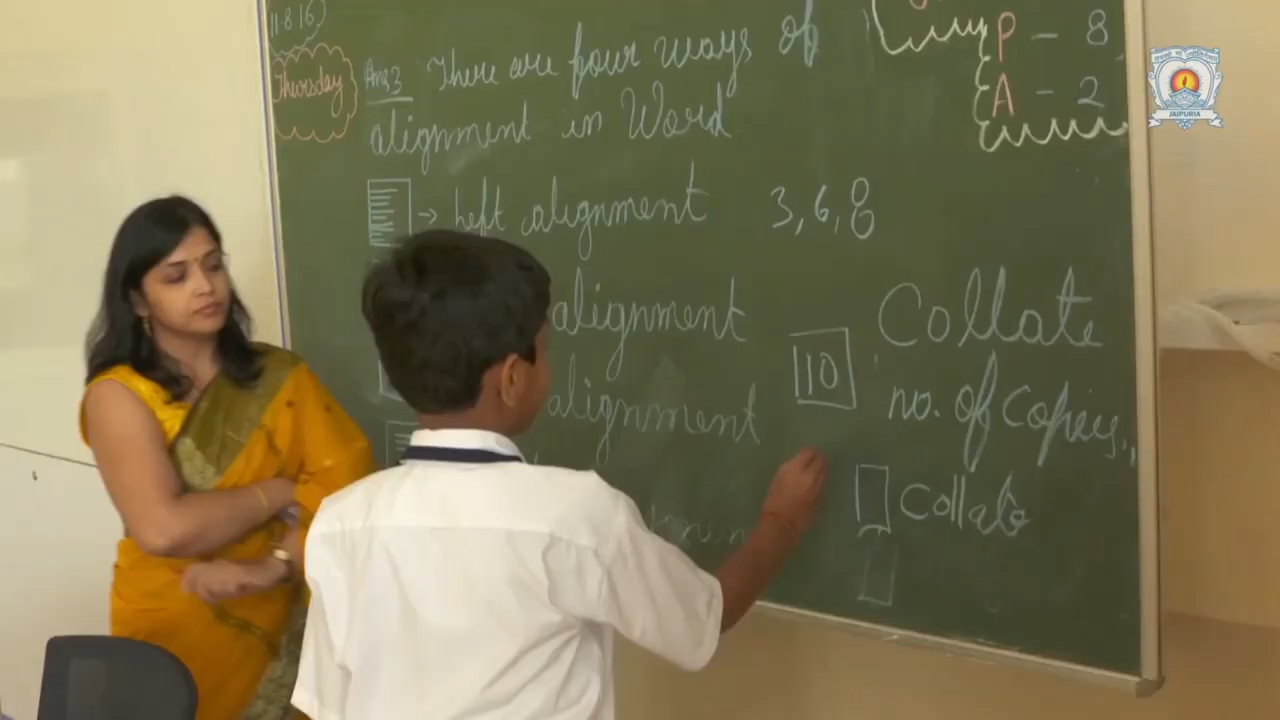 11.8.16
Thursday
P - 8
A - 2
Ans3 There are four ways of
alignment in Word.
→ Left alignment 3, 6, 8
alignment
alignment
10
Collate
no. of copies,,
Collate
JAIPURIA